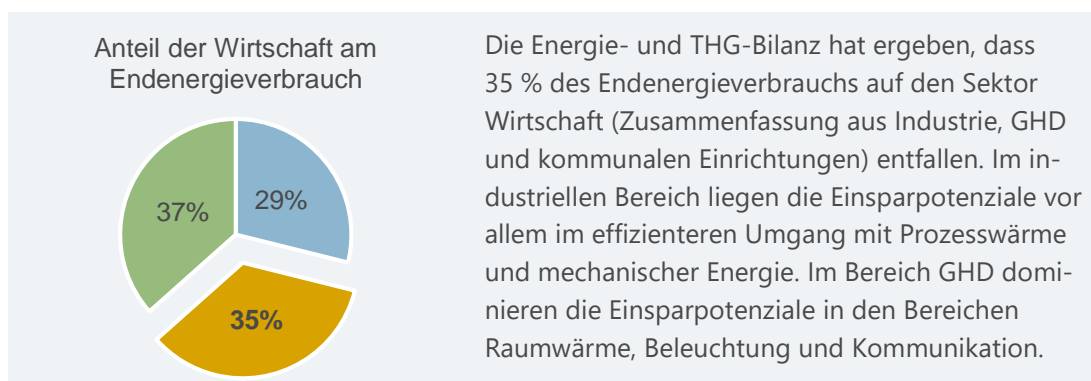 Anteil der Wirtschaft am
Endenergieverbrauch
37%
29%
35%
Die Energie- und THG-Bilanz hat ergeben, dass
35 % des Endenergieverbrauchs auf den Sektor
Wirtschaft (Zusammenfassung aus Industrie, GHD
und kommunalen Einrichtungen) entfallen. Im in-
dustriellen Bereich liegen die Einsparpotenziale vor
allem im effizienteren Umgang mit Prozesswärme
und mechanischer Energie. Im Bereich GHD domi-
nieren die Einsparpotenziale in den Bereichen
Raumwärme, Beleuchtung und Kommunikation.